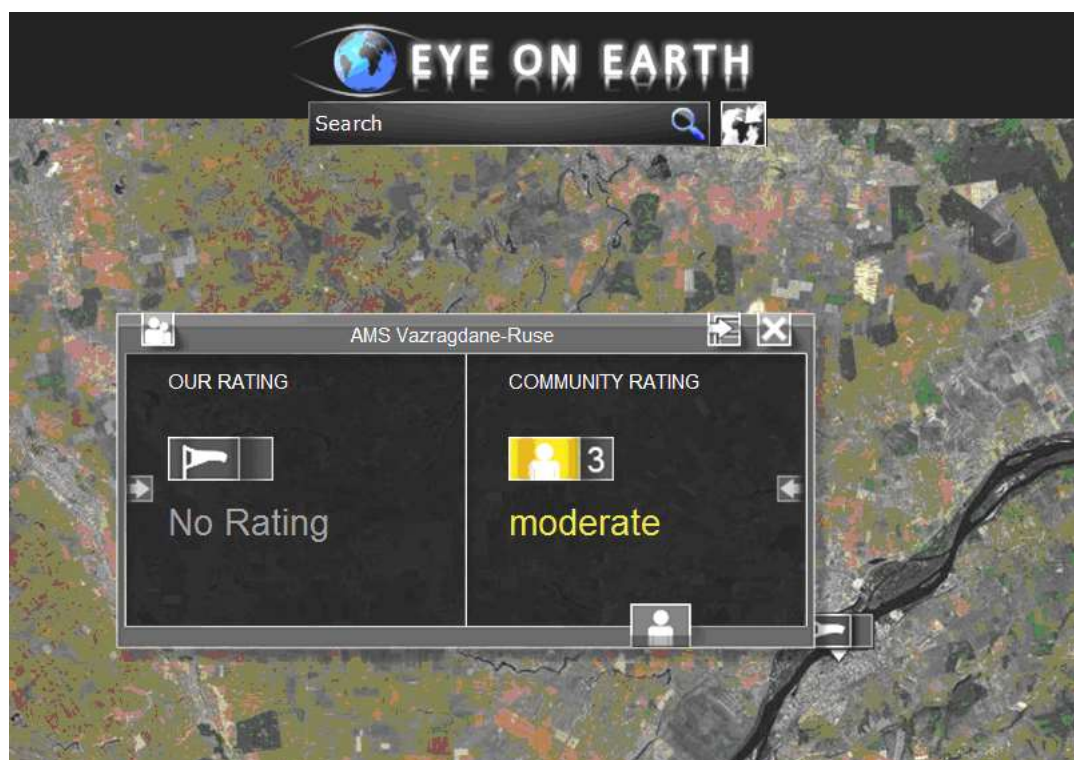 EYE ON EARTH
Search
AMS Vazragdane-Ruse
OUR RATING
COMMUNITY RATING
3
No Rating
moderate